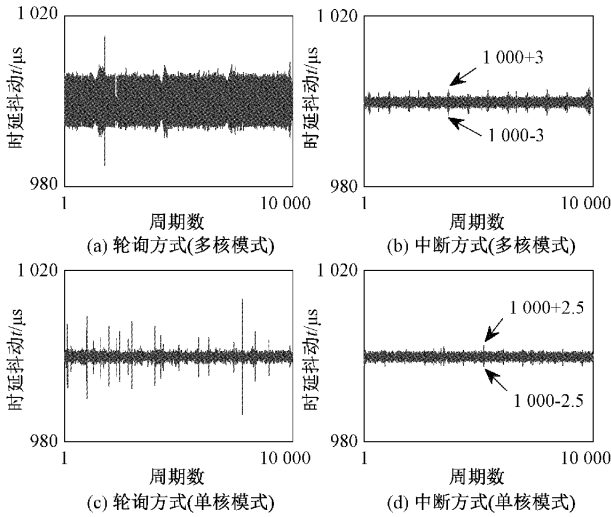 1 020
时延抖动t/μs
980
1
10 000
周期数
(a) 轮询方式(多核模式)
1 020
1 000+3
时延抖动t/μs
1 000-3
980
1
10 000
周期数
(b) 中断方式(多核模式)
1 020
时延抖动t/μs
980
1
10 000
周期数
(c) 轮询方式(单核模式)
1 020
1 000+2.5
时延抖动t/μs
1 000-2.5
980
1
10 000
周期数
(d) 中断方式(单核模式)